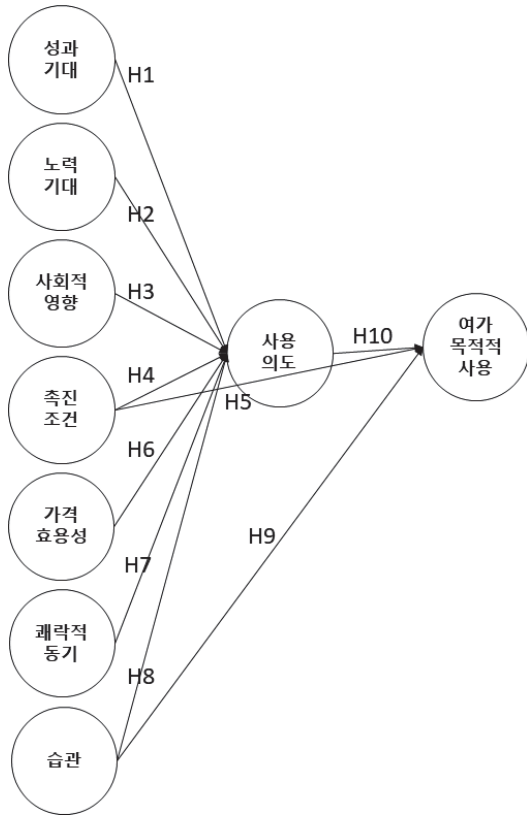 성과
기대
H1
노력
기대
H2
사회적
영향
H3
사용
의도
H10
여가
목적적
사용
촉진
조건
H4
H5
가격
효용성
H6
H9
쾌락적
동기
H7
H8
습관